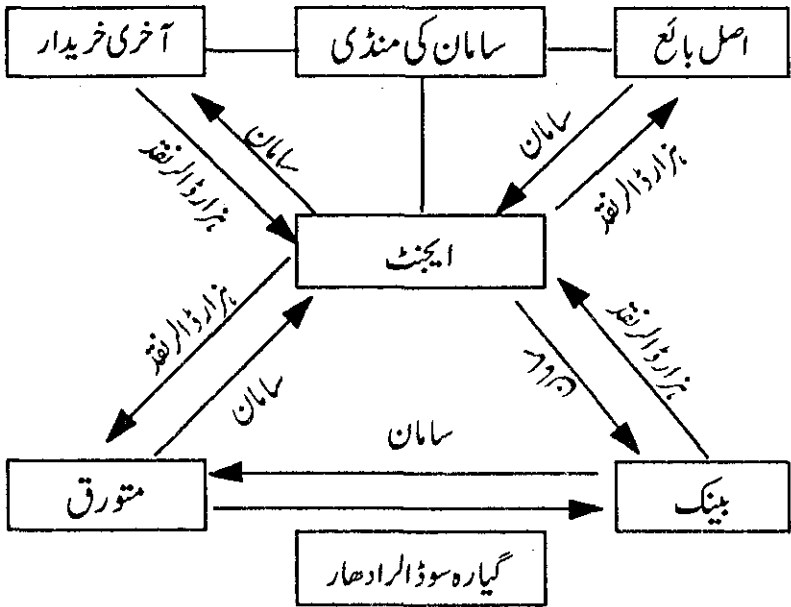 اصل بائع
سامان کی منڈی
آخری خریدار
سامان
ہزار ڈالر نقد
سامان
ہزار ڈالر نقد
ایجنٹ
ہزار ڈالر نقد
سامان
ہزار ڈالر نقد
سامان
متورق
بینک
گیارہ سو ڈالر ادھار